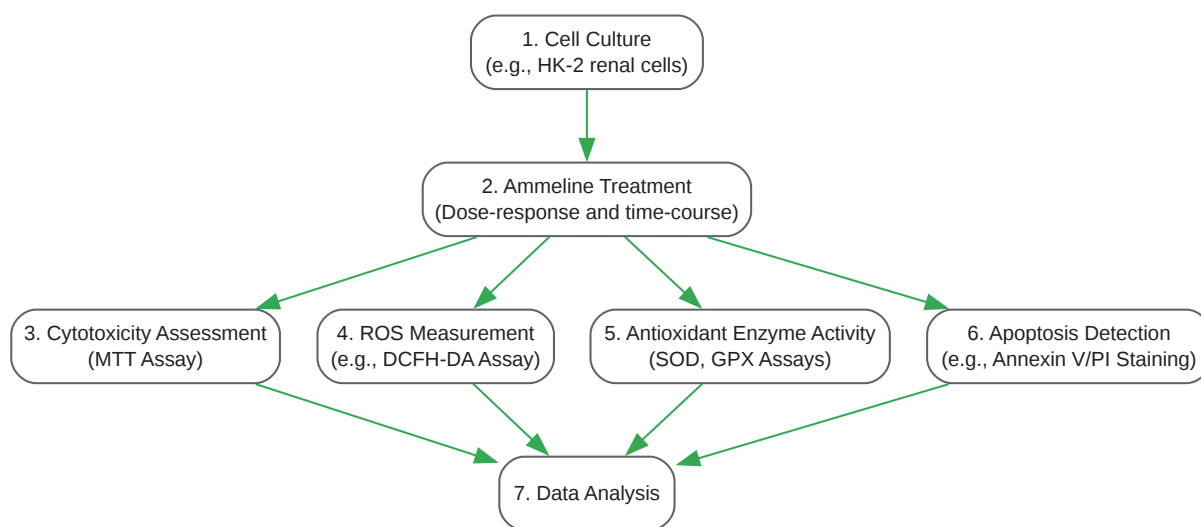 1. Cell Culture
(e.g., HK-2 renal cells)
2. Ammeline Treatment
(Dose-response and time-course)
3. Cytotoxicity Assessment
(MTT Assay)
4. ROS Measurement
(e.g., DCFH-DA Assay)
5. Antioxidant Enzyme Activity
(SOD, GPX Assays)
6. Apoptosis Detection
(e.g., Annexin V/PI Staining)
7. Data Analysis